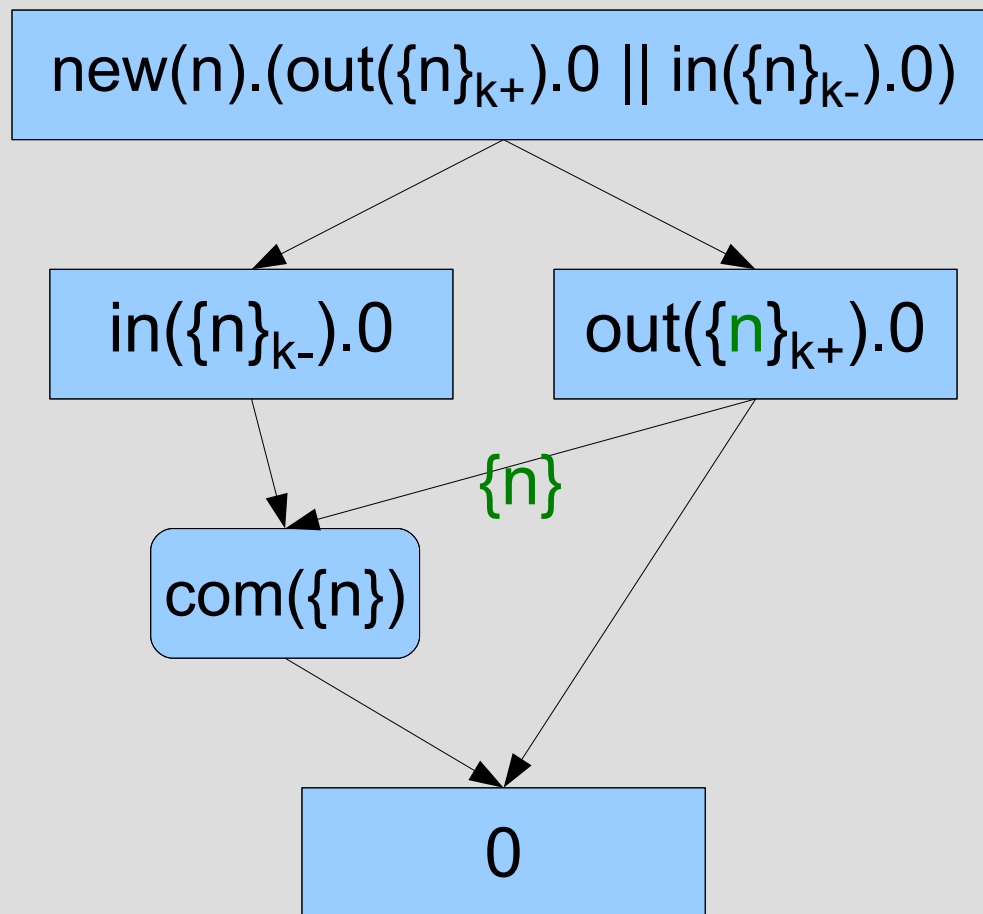 new(n).(out({n}k+).0 || in({n}k-).0)
in({n}k-).0
out({n}k+).0
{n}
com({n})
0